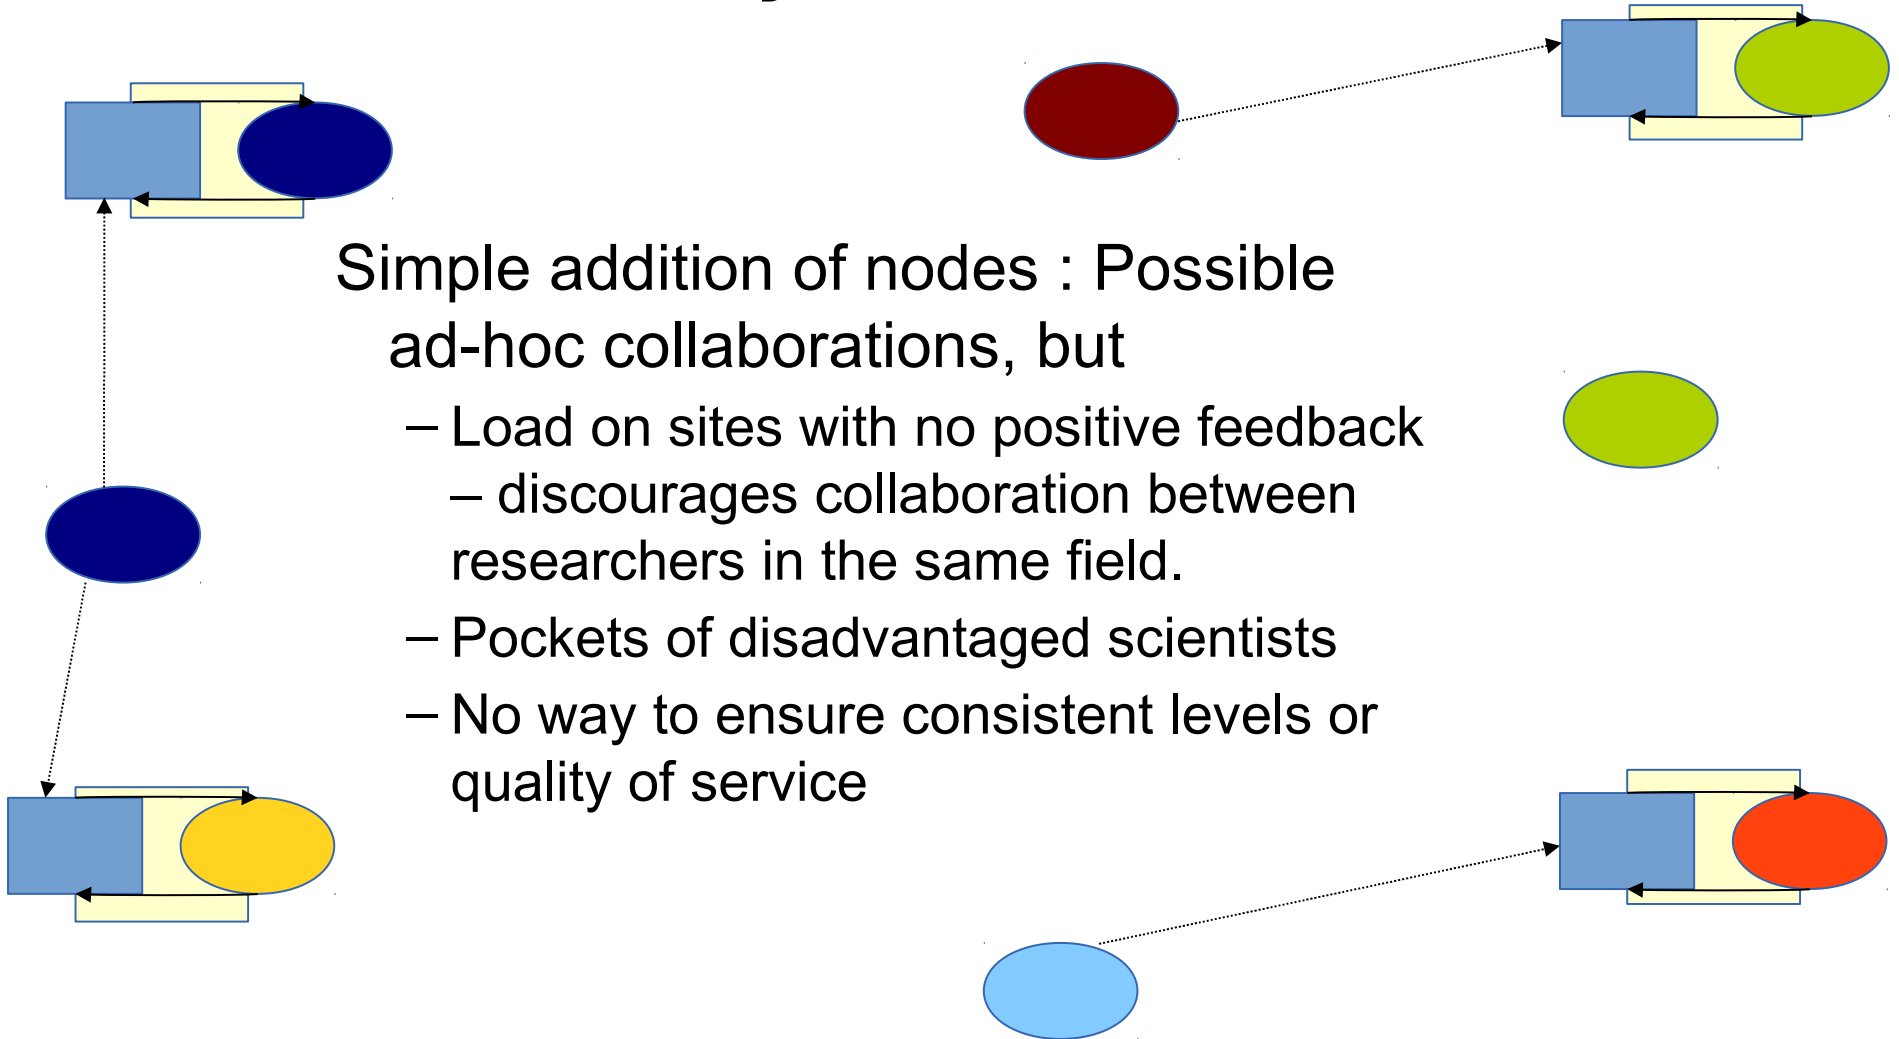 Simple addition of nodes : Possible
ad-hoc collaborations, but
– Load on sites with no positive feedback
– discourages collaboration between
researchers in the same field.
– Pockets of disadvantaged scientists
– No way to ensure consistent levels or
quality of service